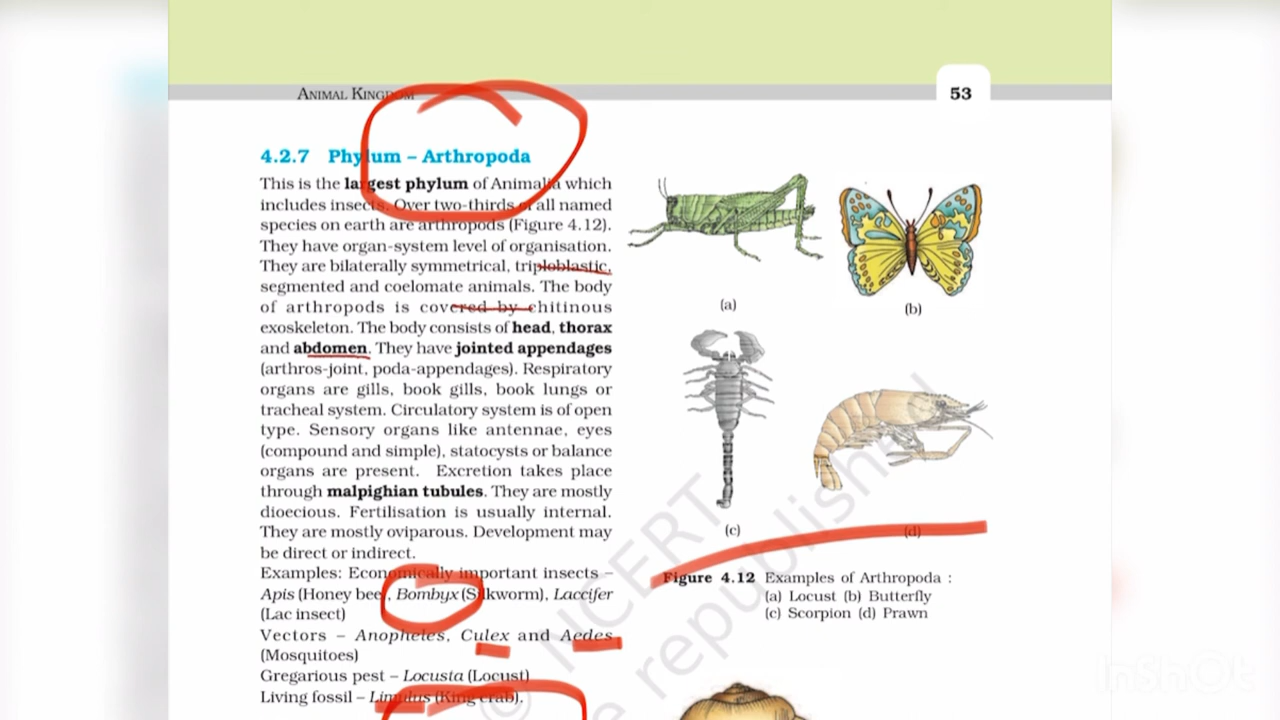 ANIMAL KINGDOM
53
4.2.7 Phylum – Arthropoda
This is the largest phylum of Animalia which
includes insects. Over two-thirds of all named
species on earth are arthropods (Figure 4.12).
They have organ-system level of organisation.
They are bilaterally symmetrical, triploblastic,
segmented and coelomate animals. The body
of arthropods is covered by chitinous
exoskeleton. The body consists of head, thorax
and abdomen. They have jointed appendages
(arthros-joint, poda-appendages). Respiratory
organs are gills, book gills, book lungs or
tracheal system. Circulatory system is of open
type. Sensory organs like antennae, eyes
(compound and simple), statocysts or balance
organs are present. Excretion takes place
through malpighian tubules. They are mostly
dioecious. Fertilisation is usually internal.
They are mostly oviparous. Development may
be direct or indirect.
Examples: Economically important insects –
Apis (Honey bee), Bombyx (Silkworm), Laccifer
(Lac insect)
Vectors – Anopheles, Culex and Aedes
(Mosquitoes)
Gregarious pest – Locusta (Locust)
Living fossil – Limulus (King crab).
(a)
(b)
(c)
(d)
Figure 4.12 Examples of Arthropoda :
(a) Locust (b) Butterfly
(c) Scorpion (d) Prawn
© NCERT
be republished
InShOt